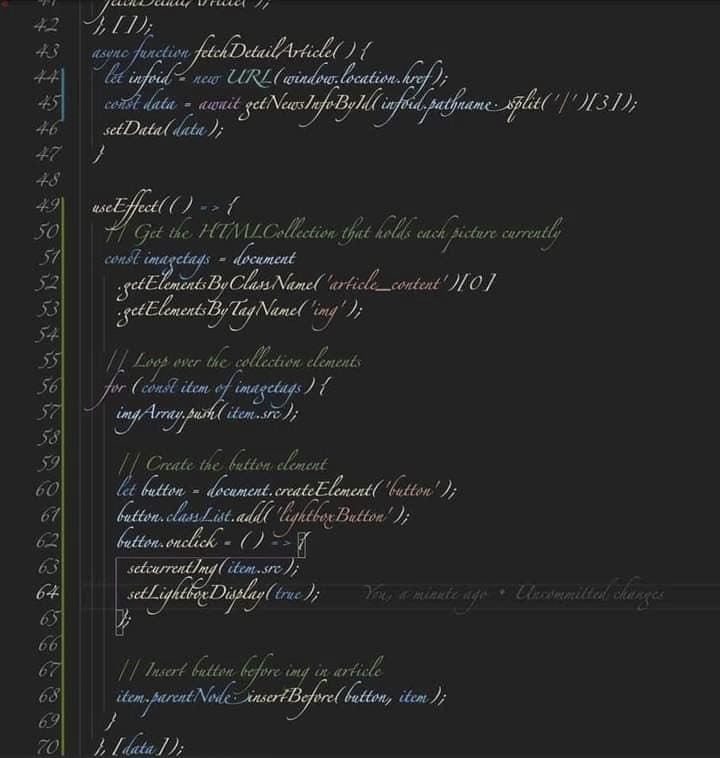 41 fetchDetailArticle();
42 }, []);
43 async function fetchDetailArticle() {
44 let infoid = new URL(window.location.href);
45 const data = await getNewsInfoById(infoid.pathname.split('/')[3]);
46 setData(data);
47 }
48
49 useEffect(() => {
50 // Get the HTMLCollection that holds each picture currently
51 const imagetags = document
52 .getElementsByClassName('article_content')[0]
53 .getElementsByTagName('img');
54
55 // Loop over the collection elements
56 for (const item of imagetags) {
57 imgArray.push(item.src);
58
59 // Create the button element
60 let button = document.createElement('button');
61 button.classList.add('lightboxButton');
62 button.onclick = () => {
63 setcurrentImg(item.src);
64 setLightboxDisplay(true); You, a minute ago • Uncommitted changes
65 };
66
67 // Insert button before img in article
68 item.parentNode.insertBefore(button, item);
69 }
70 }, [data]);